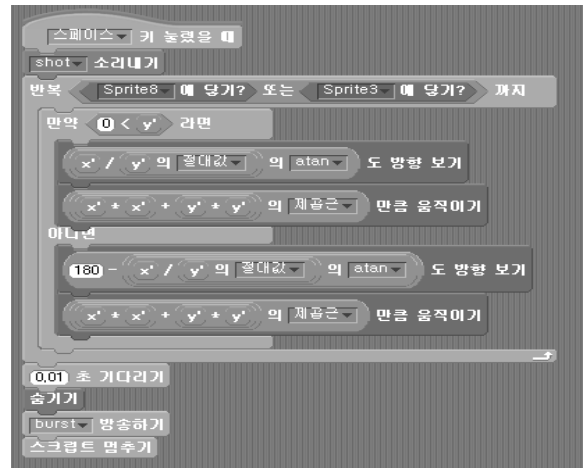 스페이스 키 눌렸을 때
shot 소리내기
반복 Sprite8 에 닿기? 또는 Sprite3 에 닿기? 까지
만약 0 < y' 라면
x' / y' 의 절대값 의 atan 도 방향 보기
x' * x' + y' * y' 의 제곱근 만큼 움직이기
아니면
180 - x' / y' 의 절대값 의 atan 도 방향 보기
x' * x' + y' * y' 의 제곱근 만큼 움직이기
0.01 초 기다리기
숨기기
burst 방송하기
스크립트 멈추기